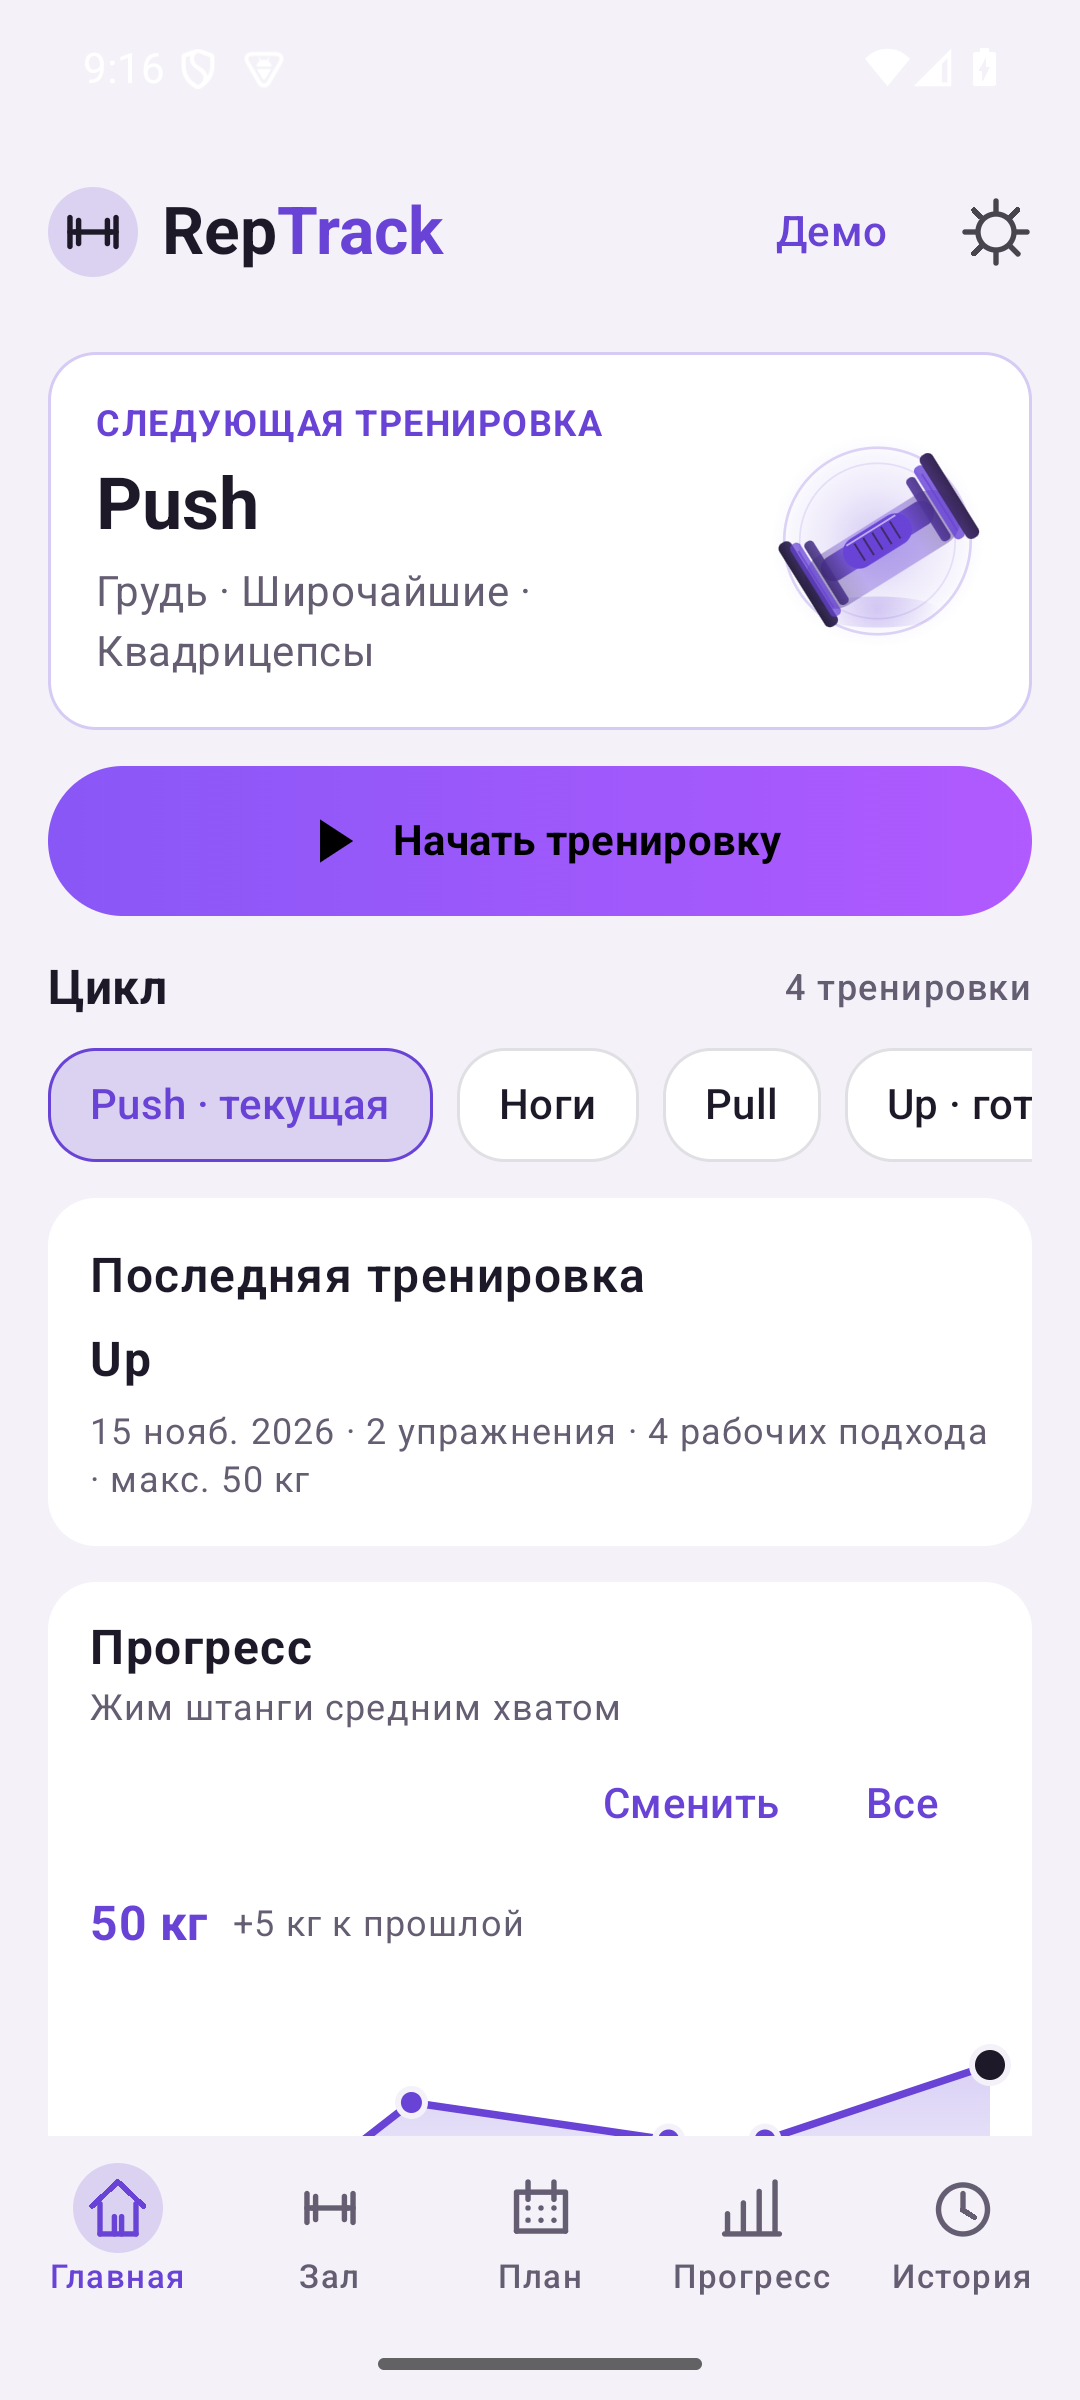 9:16
RepTrack
Демо
СЛЕДУЮЩАЯ ТРЕНИРОВКА
Push
Грудь · Широчайшие ·
Квадрицепсы
Начать тренировку
Цикл
4 тренировки
Push · текущая
Ноги
Pull
Up · гот
Последняя тренировка
Up
15 нояб. 2026 · 2 упражнения · 4 рабочих подхода
· макс. 50 кг
Прогресс
Жим штанги средним хватом
Сменить
Все
50 кг +5 кг к прошлой
Главная
Зал
План
Прогресс
История